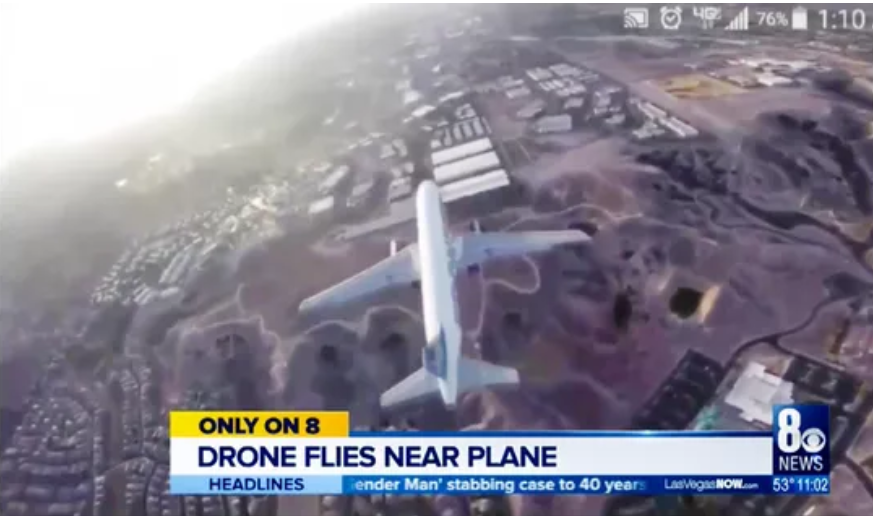 4G 76% 1:10
ONLY ON 8
DRONE FLIES NEAR PLANE
8 NEWS
HEADLINES
ender Man' stabbing case to 40 years
LasVegasNOW.com
53° 11:02